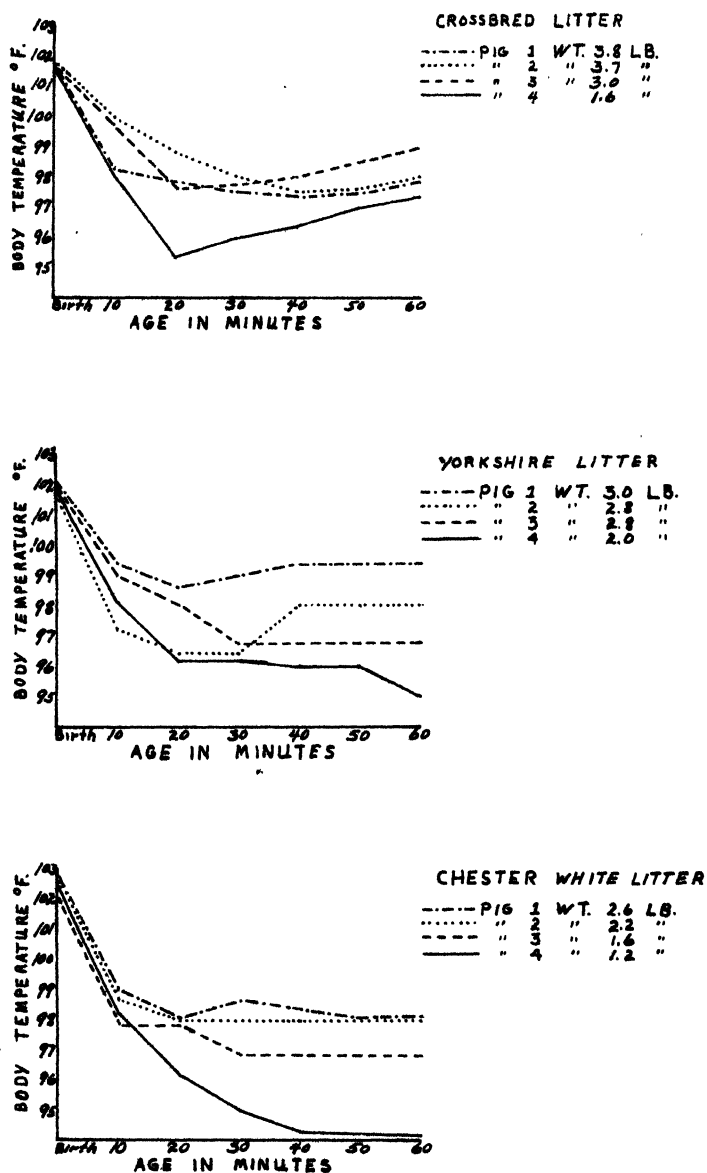 CROSSBRED LITTER
PIG 1 WT. 3.8 LB.
" 2 " 3.7 "
" 3 " 3.0 "
" 4 1.6 "
BODY TEMPERATURE °F.
103
102
101
100
99
98
97
96
95
Birth 10 20 30 40 50 60
AGE IN MINUTES
YORKSHIRE LITTER
PIG 1 WT. 3.0 LB.
" 2 " 2.8 "
" 3 " 2.8 "
" 4 " 2.0 "
BODY TEMPERATURE °F.
103
102
101
100
99
98
97
96
95
Birth 10 20 30 40 50 60
AGE IN MINUTES
CHESTER WHITE LITTER
PIG 1 WT. 2.6 LB.
" 2 " 2.2 "
" 3 " 1.6 "
" 4 " 1.2 "
BODY TEMPERATURE °F.
103
102
101
100
99
98
97
96
95
Birth 10 20 30 40 50 60
AGE IN MINUTES